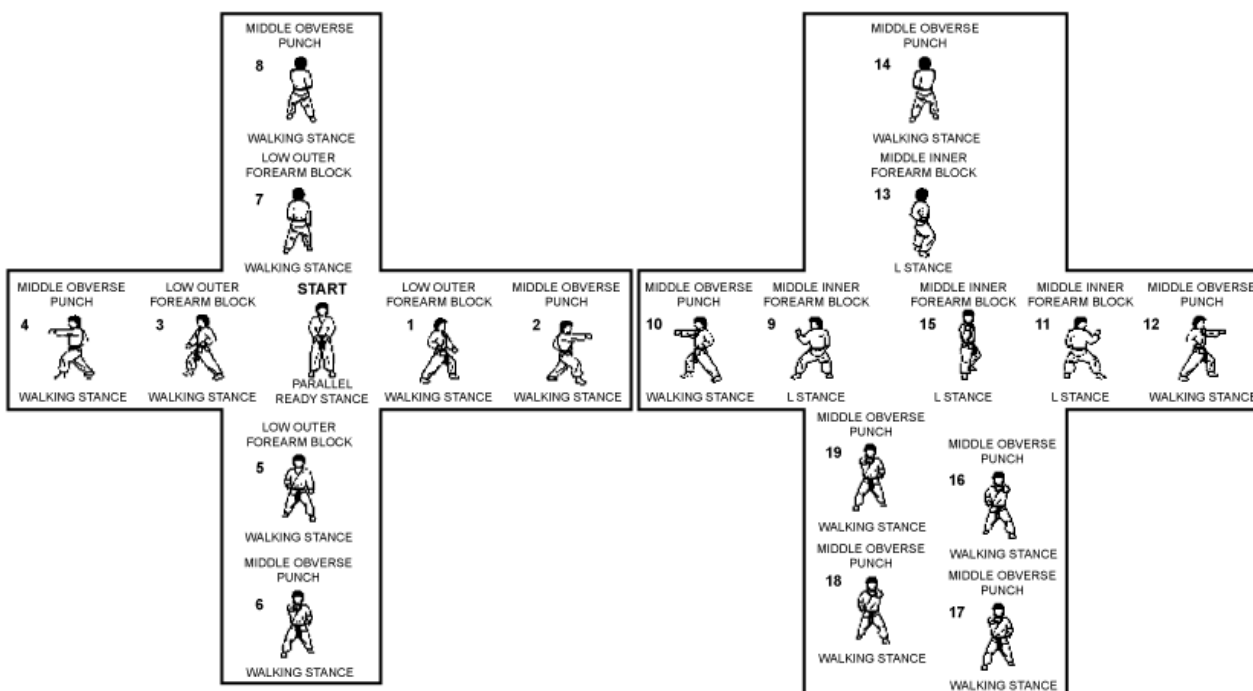 MIDDLE OBVERSE
PUNCH
8
WALKING STANCE
LOW OUTER
FOREARM BLOCK
7
WALKING STANCE
MIDDLE OBVERSE
PUNCH
4
WALKING STANCE
LOW OUTER
FOREARM BLOCK
3
WALKING STANCE
START
PARALLEL
READY STANCE
LOW OUTER
FOREARM BLOCK
1
WALKING STANCE
MIDDLE OBVERSE
PUNCH
2
WALKING STANCE
LOW OUTER
FOREARM BLOCK
5
WALKING STANCE
MIDDLE OBVERSE
PUNCH
6
WALKING STANCE
MIDDLE OBVERSE
PUNCH
14
WALKING STANCE
MIDDLE INNER
FOREARM BLOCK
13
L STANCE
MIDDLE OBVERSE
PUNCH
10
WALKING STANCE
MIDDLE INNER
FOREARM BLOCK
9
L STANCE
MIDDLE INNER
FOREARM BLOCK
15
L STANCE
MIDDLE INNER
FOREARM BLOCK
11
L STANCE
MIDDLE OBVERSE
PUNCH
12
WALKING STANCE
MIDDLE OBVERSE
PUNCH
19
WALKING STANCE
MIDDLE OBVERSE
PUNCH
16
WALKING STANCE
MIDDLE OBVERSE
PUNCH
18
WALKING STANCE
MIDDLE OBVERSE
PUNCH
17
WALKING STANCE